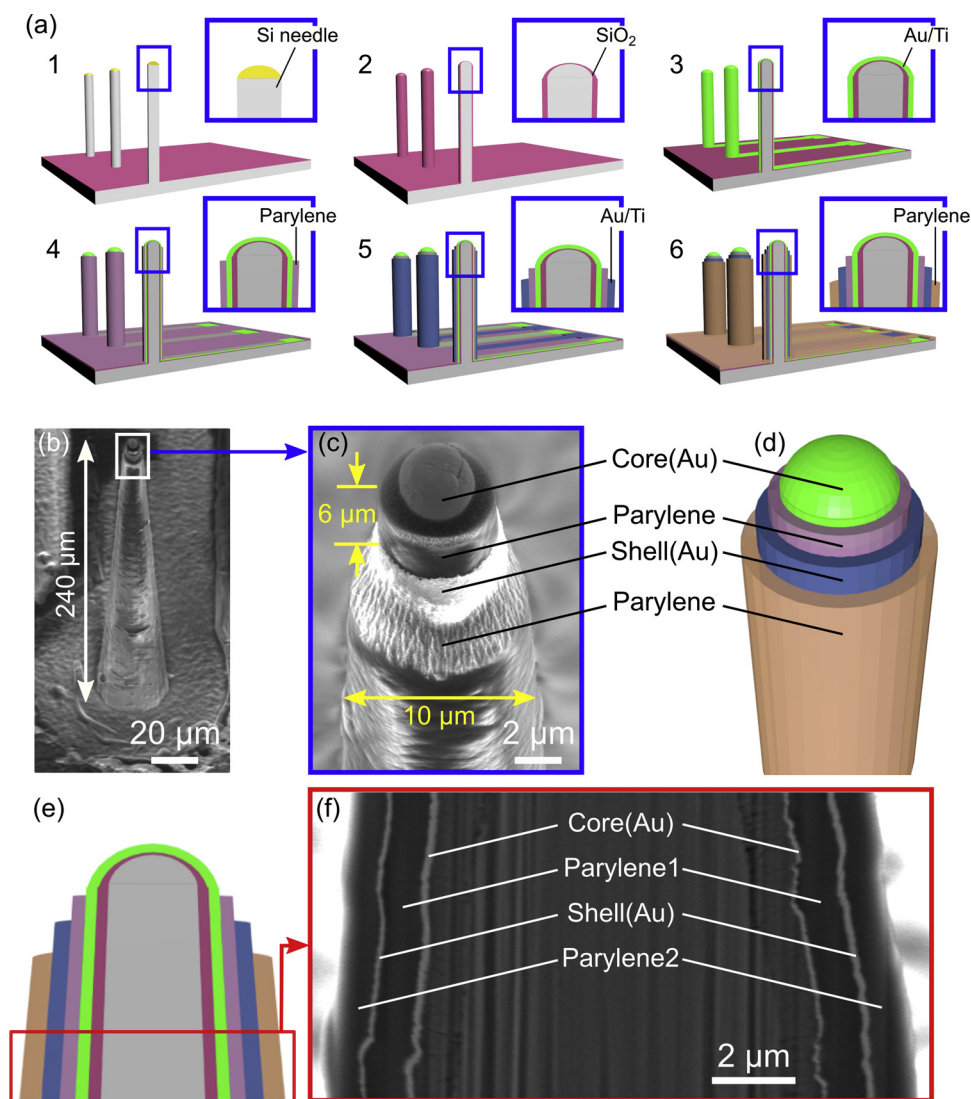 (a)
1
Si needle
2
SiO₂
3
Au/Ti
4
Parylene
5
Au/Ti
6
Parylene
(b)
240 µm
20 µm
(c)
6 µm
10 µm
2 µm
Core(Au)
Parylene
Shell(Au)
Parylene
(d)
(e)
(f)
Core(Au)
Parylene1
Shell(Au)
Parylene2
2 µm